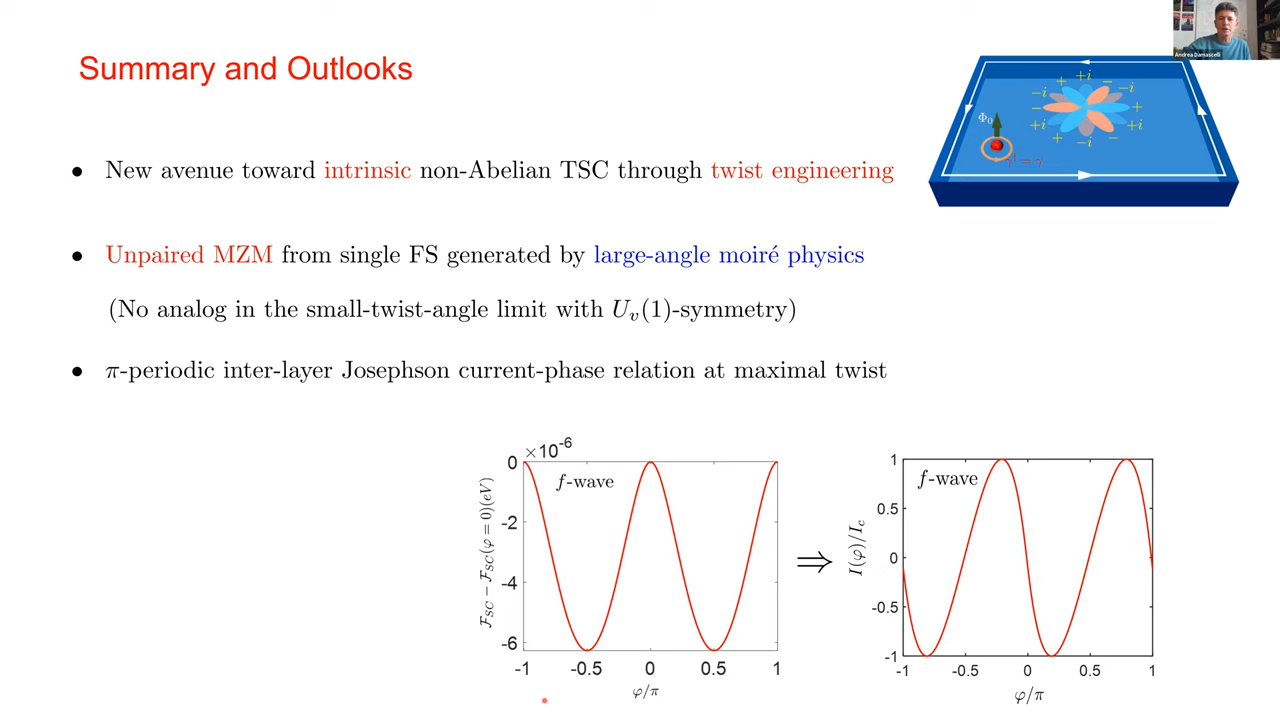 Summary and Outlooks
Andrea Damascelli
+i
−i − −i
+ +
− +
+i +i
+ −
−i
Φ₀
• New avenue toward intrinsic non-Abelian TSC through twist engineering
• Unpaired MZM from single FS generated by large-angle moiré physics
(No analog in the small-twist-angle limit with Uᵥ(1)-symmetry)
• π-periodic inter-layer Josephson current-phase relation at maximal twist
×10⁻⁶
f-wave
0
-2
-4
-6
-1 -0.5 0 0.5 1
φ/π
ℱ_SC − ℱ_SC(φ = 0)(eV)
⇒
f-wave
1
0.5
0
-0.5
-1
-1 -0.5 0 0.5 1
φ/π
I(φ)/I_c